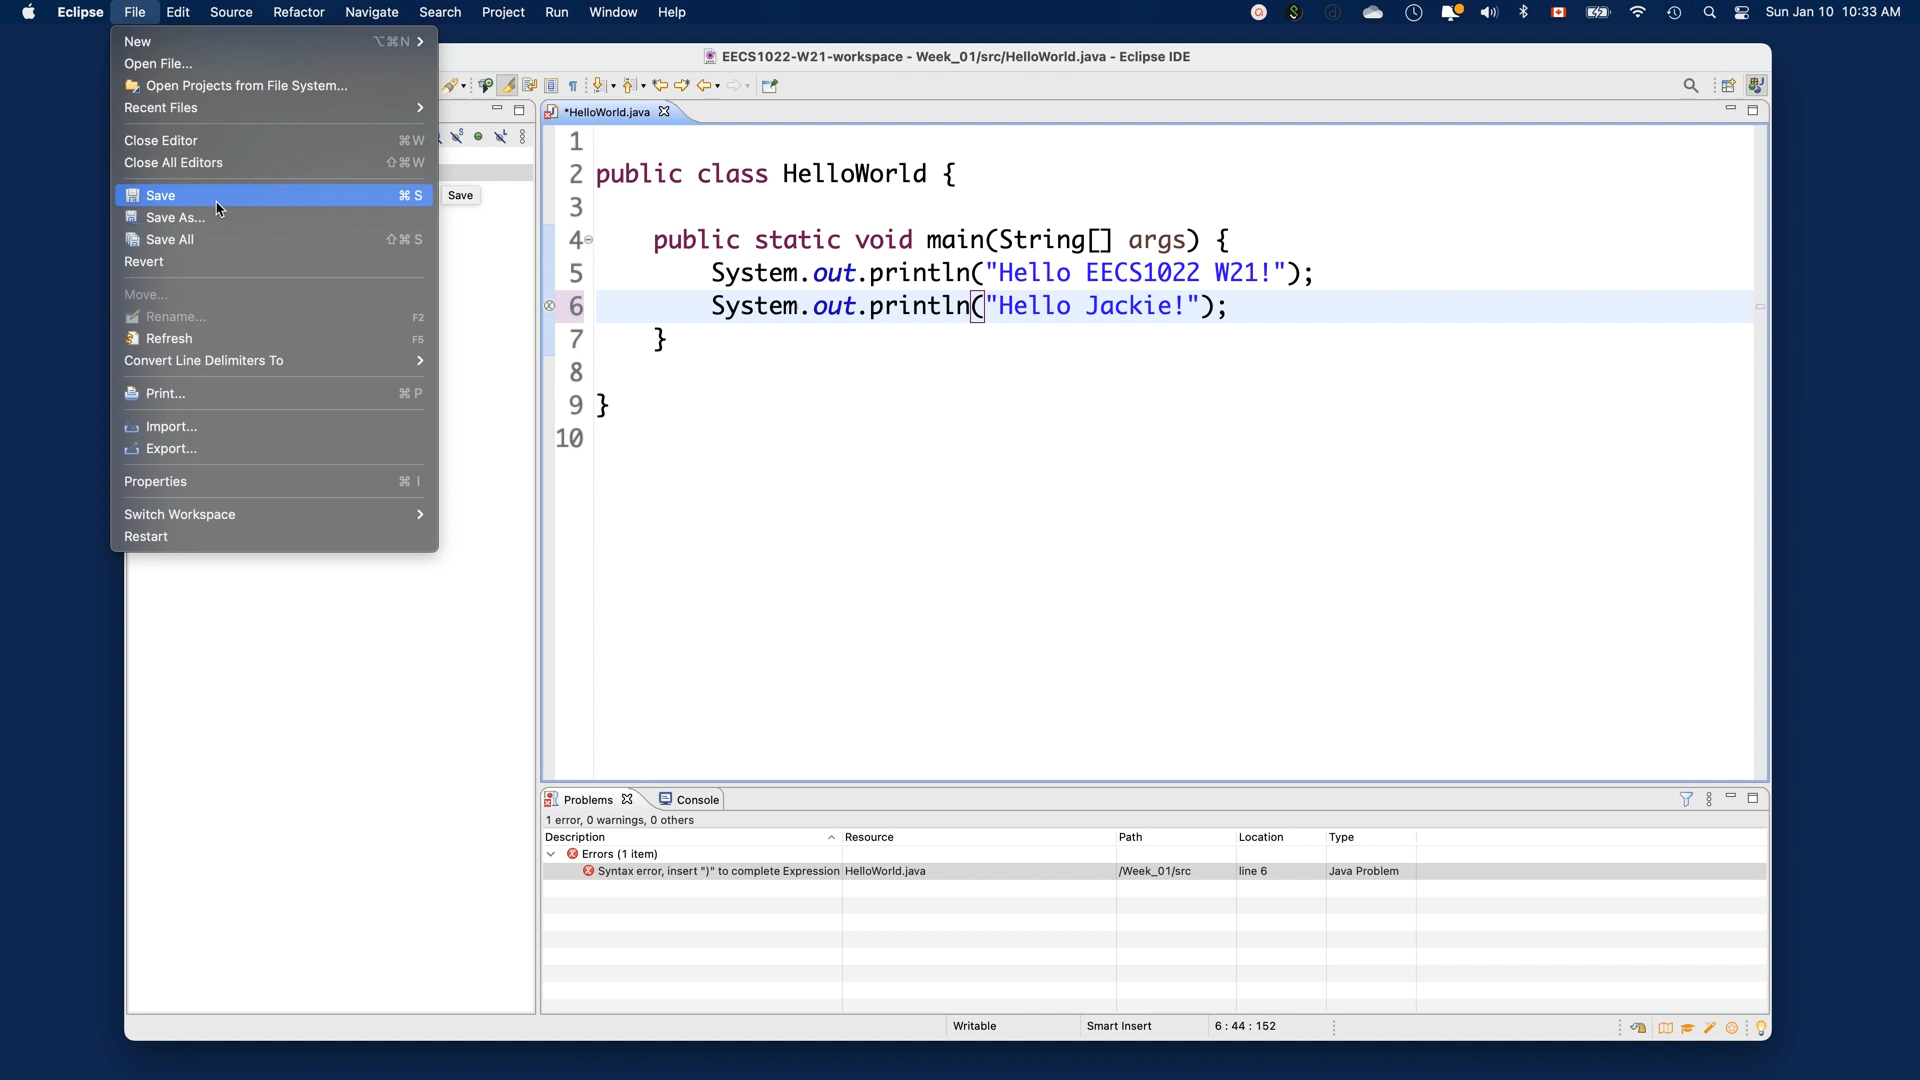 Eclipse File Edit Source Refactor Navigate Search Project Run Window Help Sun Jan 10 10:33 AM
EECS1022-W21-workspace - Week_01/src/HelloWorld.java - Eclipse IDE
New ⌥⌘N
Open File...
Open Projects from File System...
Recent Files
Close Editor ⌘W
Close All Editors ⇧⌘W
Save ⌘S
Save
Save As...
Save All ⇧⌘S
Revert
Move...
Rename... F2
Refresh F5
Convert Line Delimiters To
Print... ⌘P
Import...
Export...
Properties ⌘I
Switch Workspace
Restart
*HelloWorld.java
1
2 public class HelloWorld {
3
4 public static void main(String[] args) {
5 System.out.println("Hello EECS1022 W21!");
6 System.out.println("Hello Jackie!");
7 }
8
9 }
10
Problems Console
1 error, 0 warnings, 0 others
Description Resource Path Location Type
Errors (1 item)
Syntax error, insert ")" to complete Expression HelloWorld.java /Week_01/src line 6 Java Problem
Writable Smart Insert 6 : 44 : 152